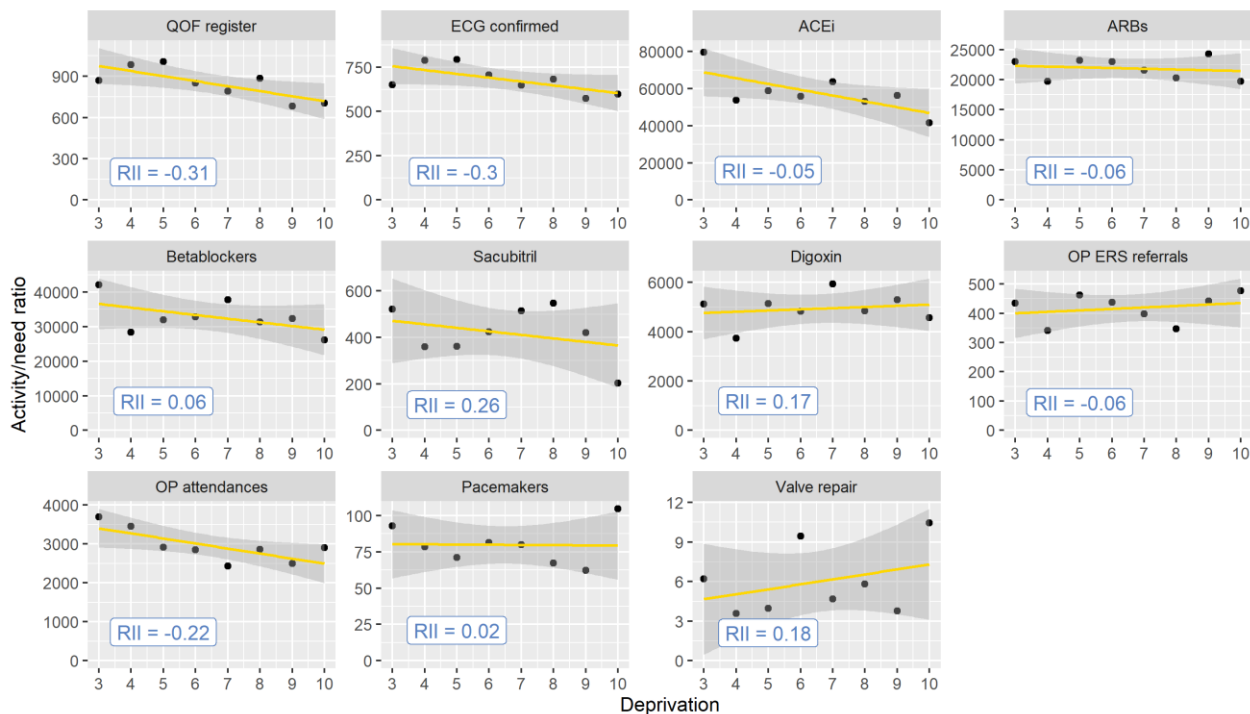 QOF register
ECG confirmed
ACEi
ARBs
900
600
300
0
RII = -0.31
3 4 5 6 7 8 9 10
750
500
250
0
RII = -0.3
3 4 5 6 7 8 9 10
80000
60000
40000
20000
0
RII = -0.05
3 4 5 6 7 8 9 10
25000
20000
15000
10000
5000
0
RII = -0.06
3 4 5 6 7 8 9 10
Activity/need ratio
Betablockers
Sacubitril
Digoxin
OP ERS referrals
40000
30000
20000
10000
0
RII = 0.06
3 4 5 6 7 8 9 10
600
400
200
0
RII = 0.26
3 4 5 6 7 8 9 10
6000
4000
2000
0
RII = 0.17
3 4 5 6 7 8 9 10
500
400
300
200
100
0
RII = -0.06
3 4 5 6 7 8 9 10
OP attendances
Pacemakers
Valve repair
4000
3000
2000
1000
0
RII = -0.22
3 4 5 6 7 8 9 10
100
75
50
25
0
RII = 0.02
3 4 5 6 7 8 9 10
12
9
6
3
0
RII = 0.18
3 4 5 6 7 8 9 10
Deprivation